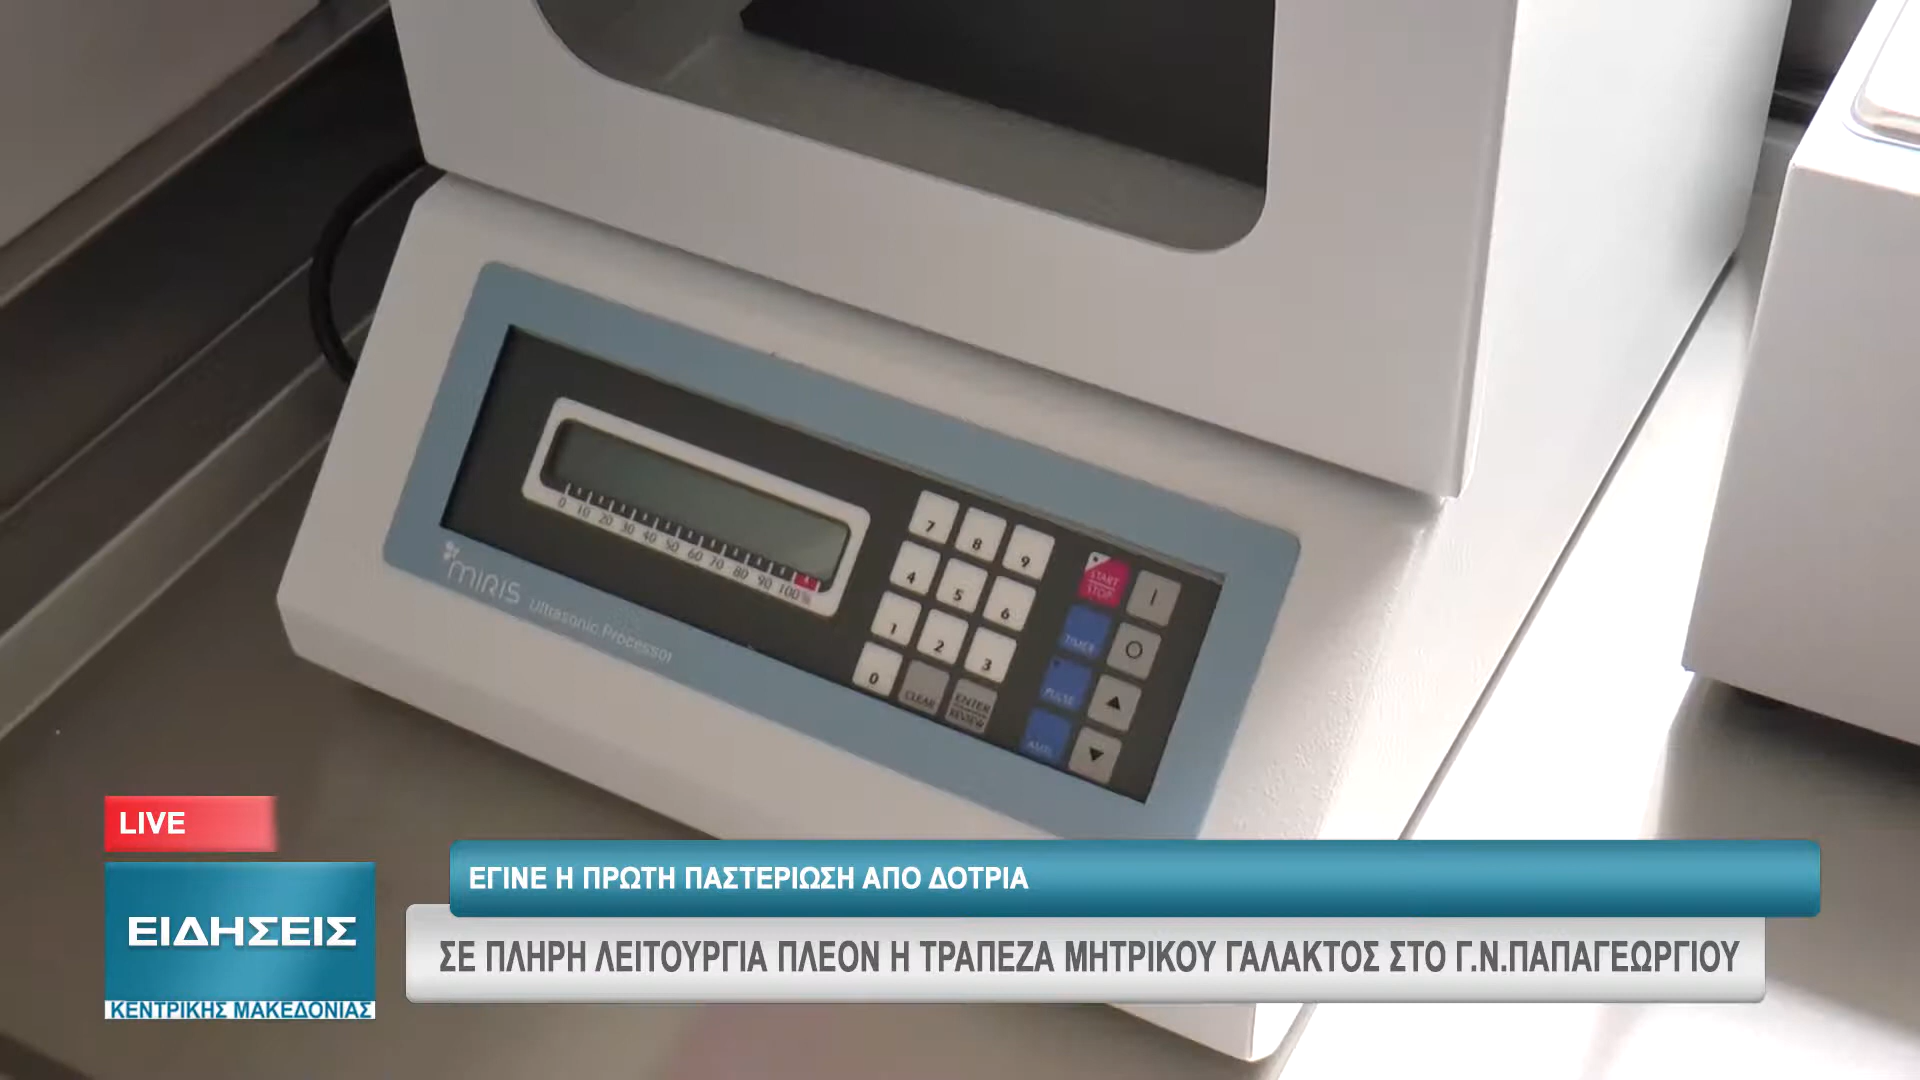 0 10 20 30 40 50 60 70 80 90 100%
MIRIS Ultrasonic Processor
7 8 9
4 5 6
1 2 3
0 CLEAR ENTER REVIEW
START STOP I
TIMER O
PULSE ▲
AMPL ▼
LIVE
ΕΓΙΝΕ Η ΠΡΩΤΗ ΠΑΣΤΕΡΙΩΣΗ ΑΠΟ ΔΟΤΡΙΑ
ΕΙΔΗΣΕΙΣ
ΣΕ ΠΛΗΡΗ ΛΕΙΤΟΥΡΓΙΑ ΠΛΕΟΝ Η ΤΡΑΠΕΖΑ ΜΗΤΡΙΚΟΥ ΓΑΛΑΚΤΟΣ ΣΤΟ Γ.Ν.ΠΑΠΑΓΕΩΡΓΙΟΥ
ΚΕΝΤΡΙΚΗΣ ΜΑΚΕΔΟΝΙΑΣ